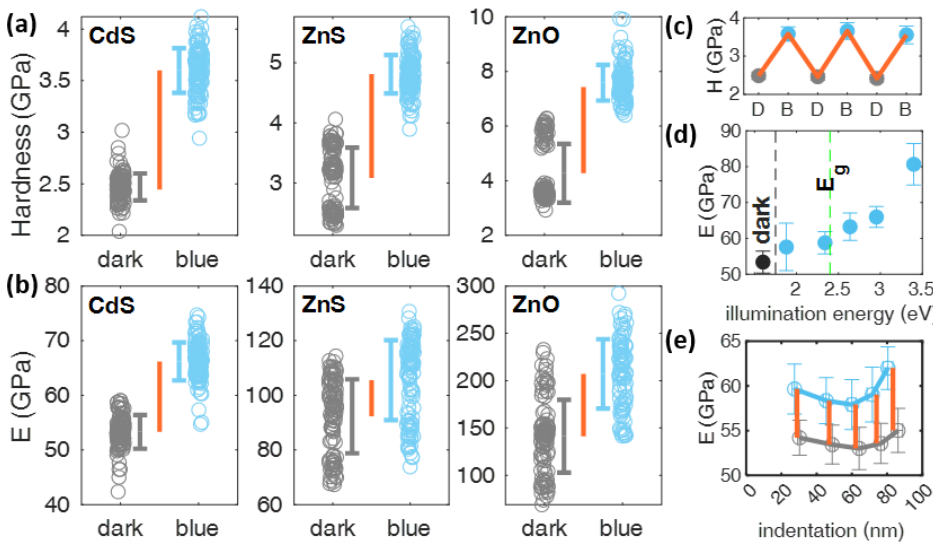 (a)
Hardness (GPa)
4
3.5
3
2.5
2
CdS
dark blue
5
4
3
ZnS
dark blue
10
8
6
4
2
ZnO
dark blue
(b)
E (GPa)
80
70
60
50
40
CdS
dark blue
140
120
100
80
60
ZnS
dark blue
300
250
200
150
100
ZnO
dark blue
(c)
H (GPa)
4
3
2
D B D B D B
(d)
E (GPa)
90
80
70
60
50
dark
Eg
2 2.5 3 3.5
illumination energy (eV)
(e)
E (GPa)
65
60
55
50
0 20 40 60 80 100
indentation (nm)